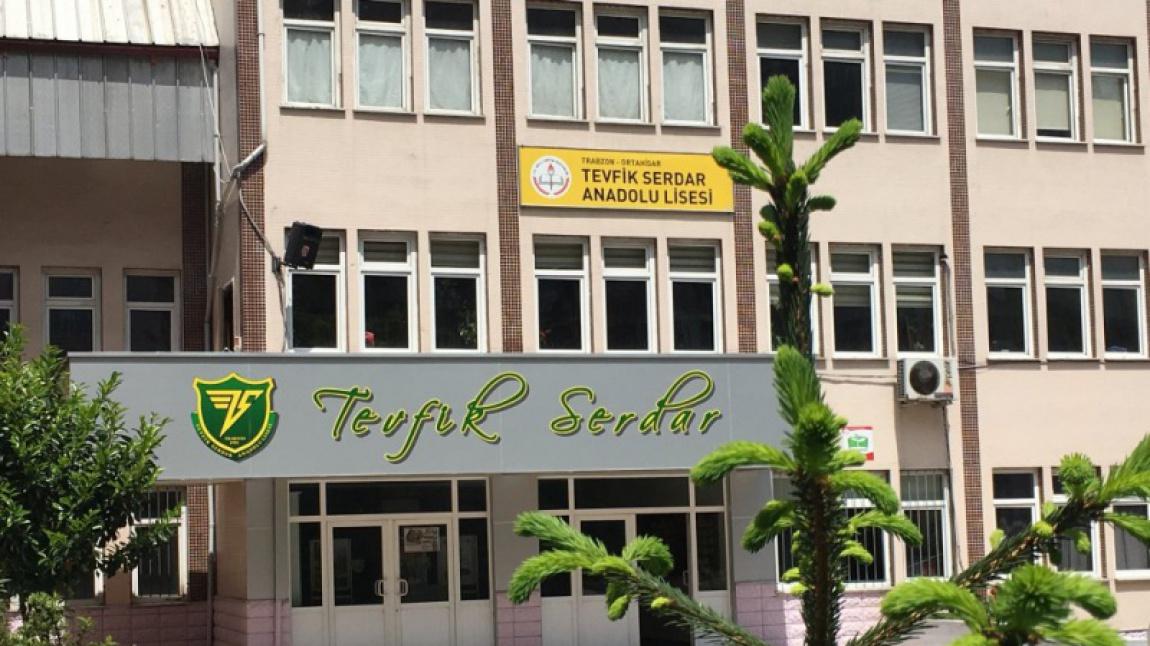 TRABZON - ORTAHİSAR
TEVFİK SERDAR
ANADOLU LİSESİ
Tevfik Serdar